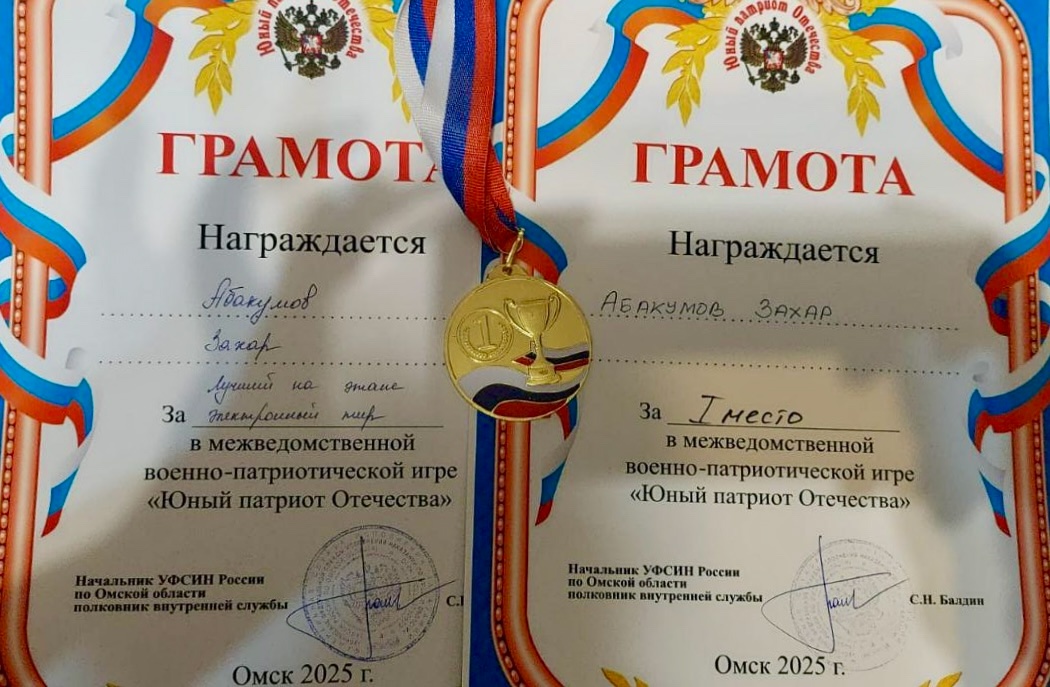 Юный патриот Отечества
ГРАМОТА
Награждается
Абакумов
Захар
Лучший на этапе
За электронный тир
в межведомственной
военно-патриотической игре
«Юный патриот Отечества»
Начальник УФСИН России
по Омской области
полковник внутренней службы
Омск 2025 г.
1
Юный патриот Отечества
ГРАМОТА
Награждается
АБАКУМОВ ЗАХАР
За I место
в межведомственной
военно-патриотической игре
«Юный патриот Отечества»
Начальник УФСИН России
по Омской области
полковник внутренней службы
С.Н. Балдин
Омск 2025 г.